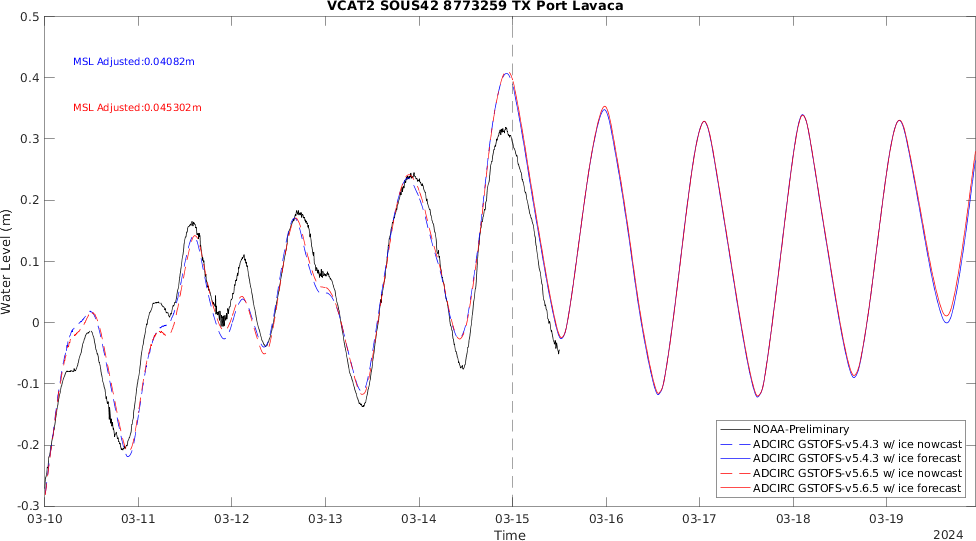 VCAT2 SOUS42 8773259 TX Port Lavaca
0.5
0.4
0.3
0.2
0.1
0
-0.1
-0.2
-0.3
Water Level (m)
MSL Adjusted:0.04082m
MSL Adjusted:0.045302m
NOAA-Preliminary
ADCIRC GSTOFS-v5.4.3 w/ ice nowcast
ADCIRC GSTOFS-v5.4.3 w/ ice forecast
ADCIRC GSTOFS-v5.6.5 w/ ice nowcast
ADCIRC GSTOFS-v5.6.5 w/ ice forecast
03-10 03-11 03-12 03-13 03-14 03-15 03-16 03-17 03-18 03-19
Time
2024